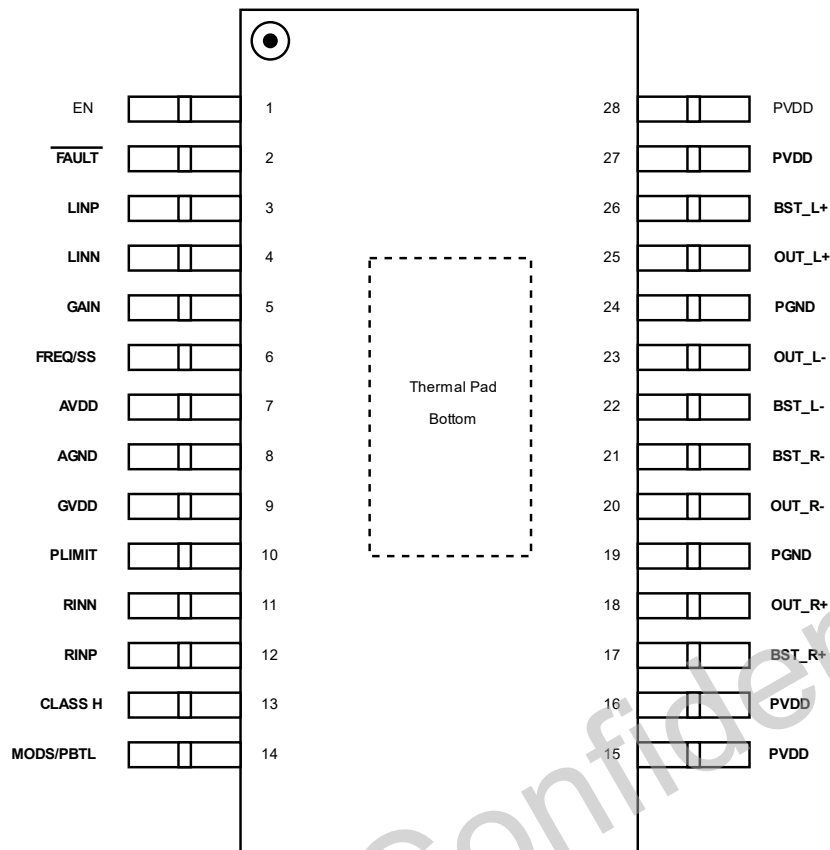 EN 1 28 PVDD
FAULT 2 27 PVDD
LINP 3 26 BST_L+
LINN 4 25 OUT_L+
GAIN 5 24 PGND
FREQ/SS 6 23 OUT_L-
Thermal Pad
AVDD 7 22 BST_L-
Bottom
AGND 8 21 BST_R-
GVDD 9 20 OUT_R-
PLIMIT 10 19 PGND
RINN 11 18 OUT_R+
RINP 12 17 BST_R+
CLASS H 13 16 PVDD
MODS/PBTL 14 15 PVDD